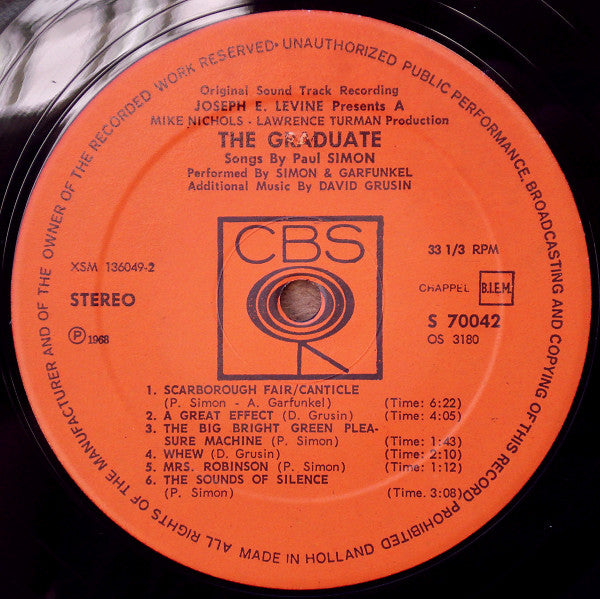 ALL RIGHTS OF THE MANUFACTURER AND OF THE OWNER OF THE RECORDED WORK RESERVED • UNAUTHORIZED PUBLIC PERFORMANCE, BROADCASTING AND COPYING OF THIS RECORD PROHIBITED
Original Sound Track Recording
JOSEPH E. LEVINE Presents A
MIKE NICHOLS - LAWRENCE TURMAN Production
THE GRADUATE
Songs By Paul SIMON
Performed By SIMON & GARFUNKEL
Additional Music By DAVID GRUSIN
CBS
XSM 136049-2
STEREO
℗ 1968
33 1/3 RPM
CHAPPEL B.I.E.M.
S 70042
OS 3180
1. SCARBOROUGH FAIR/CANTICLE
(P. Simon - A. Garfunkel) (Time: 6:22)
2. A GREAT EFFECT (D. Grusin) (Time: 4:05)
3. THE BIG BRIGHT GREEN PLEA-
SURE MACHINE (P. Simon) (Time: 1:43)
4. WHEW (D. Grusin) (Time: 2:10)
5. MRS. ROBINSON (P. Simon) (Time: 1:12)
6. THE SOUNDS OF SILENCE
(P. Simon) (Time. 3:08)
MADE IN HOLLAND